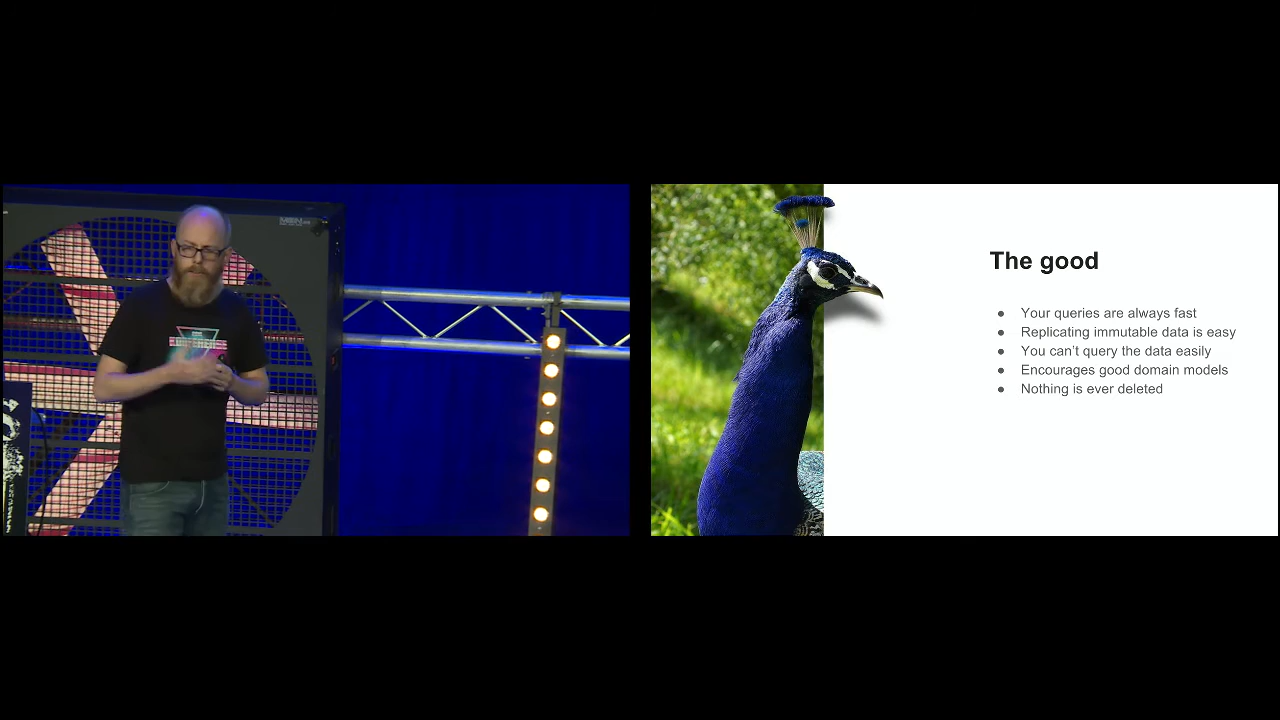 The good
● Your queries are always fast
● Replicating immutable data is easy
● You can't query the data easily
● Encourages good domain models
● Nothing is ever deleted